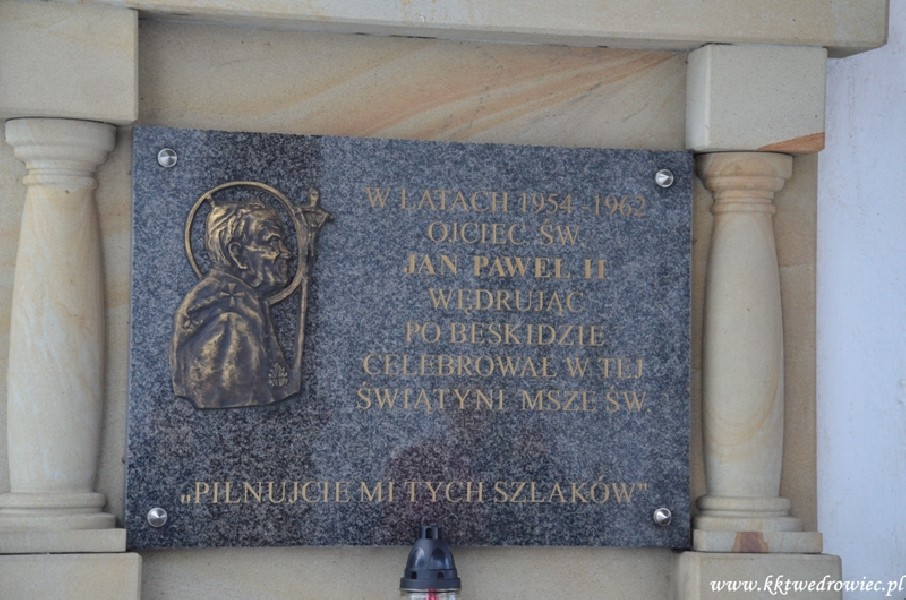 W LATACH 1954-1962
OJCIEC ŚW.
JAN PAWEŁ II
WĘDRUJĄC
PO BESKIDZIE
CELEBROWAŁ W TEJ
ŚWIĄTYNI MSZE ŚW.
„PILNUJCIE MI TYCH SZLAKÓW"
www.kktwedrowiec.pl